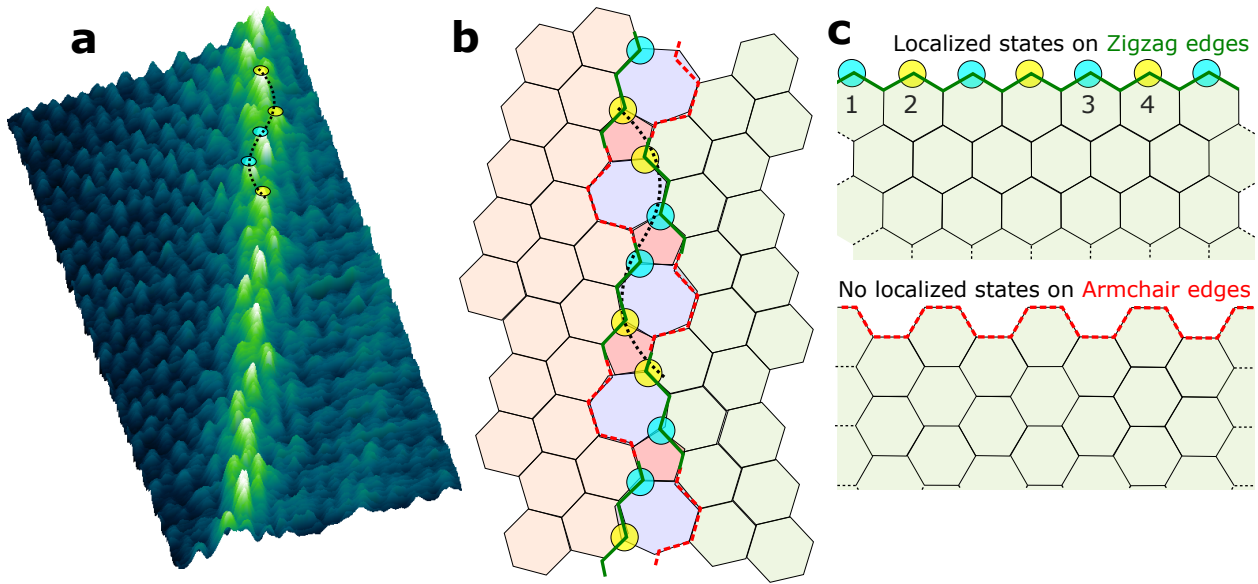 a
b
c
Localized states on Zigzag edges
1 2 3 4
No localized states on Armchair edges